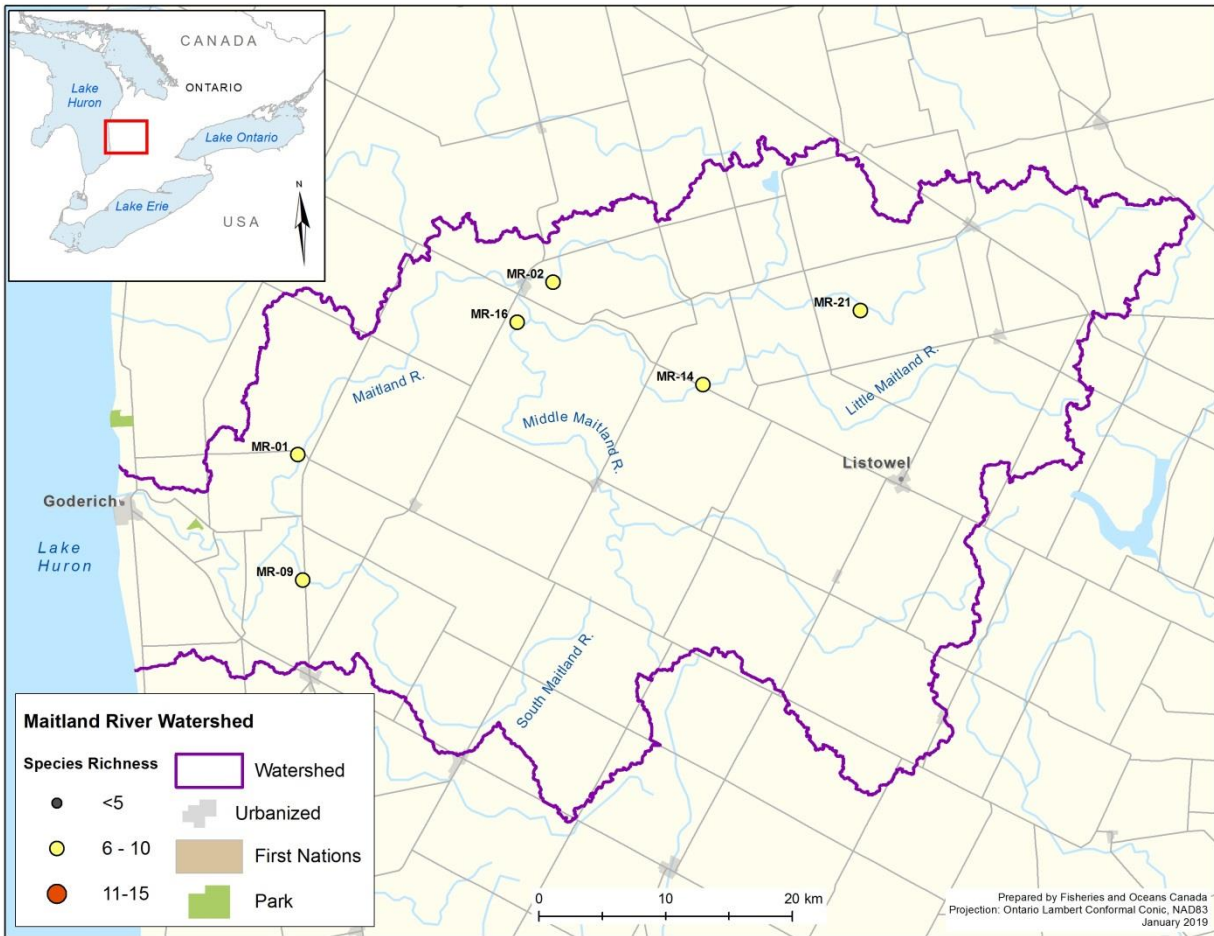 CANADA
Lake
Huron
ONTARIO
Lake Ontario
N
Lake Erie
USA
MR-02
MR-16
MR-21
MR-14
Maitland R.
Little Maitland R.
Middle Maitland R.
MR-01
Listowel
Goderich
Lake
Huron
MR-09
South Maitland R.
Maitland River Watershed
Species Richness
<5
6 - 10
11-15
Watershed
Urbanized
First Nations
Park
0 10 20 km
Prepared by Fisheries and Oceans Canada
Projection: Ontario Lambert Conformal Conic, NAD83
January 2019